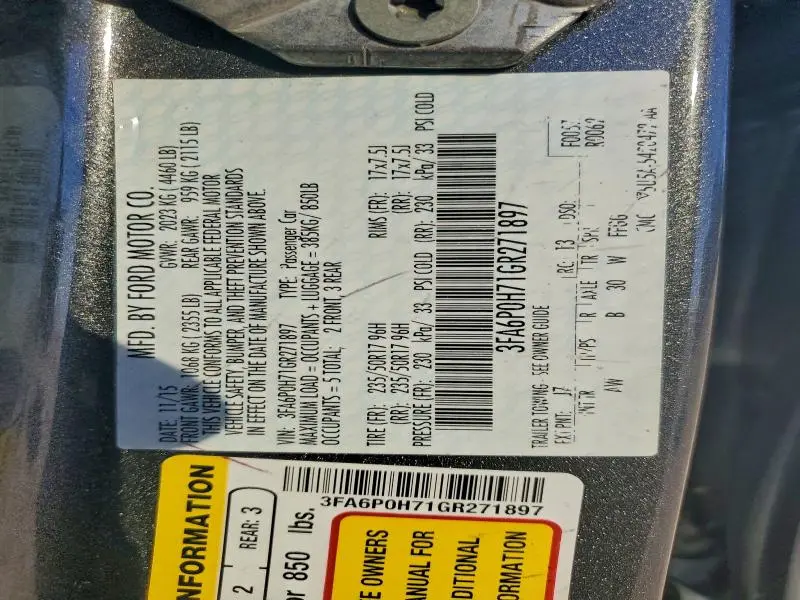 MFD. BY FORD MOTOR CO.
DATE: 11/15 GVWR: 2023 KG (4460 LB)
FRONT GAWR: 1068 KG (2355 LB) REAR GAWR: 959 KG (2115 LB)
THIS VEHICLE CONFORMS TO ALL APPLICABLE FEDERAL MOTOR
VEHICLE SAFETY, BUMPER, AND THEFT PREVENTION STANDARDS
IN EFFECT ON THE DATE OF MANUFACTURE SHOWN ABOVE.
VIN: 3FA6P0H71GR271897 TYPE: Passenger Car
MAXIMUM LOAD = OCCUPANTS + LUGGAGE = 385KG/ 850LB
OCCUPANTS = 5 TOTAL: 2 FRONT, 3 REAR
TIRE (FR): 235/50R17 96H RIMS (FR): 17x7.5J
(RR): 235/50R17 96H (RR): 17x7.5J
PRESSURE (FR): 230 kPa/ 33 PSI COLD (RR): 230 kPa/ 33 PSI COLD
3FA6P0H71GR271897
TRAILER TOWING - SEE OWNER GUIDE
F0057
R0062
EXT PNT: J7 RC: 13 DSO:
AXLE TR SPR
AW B 30 W FFGG
3FA6P0H71GR271897
INFORMATION
2 REAR: 3
or 850 lbs.
OWNERS
ANUAL FOR
DITIONAL
ORMATION